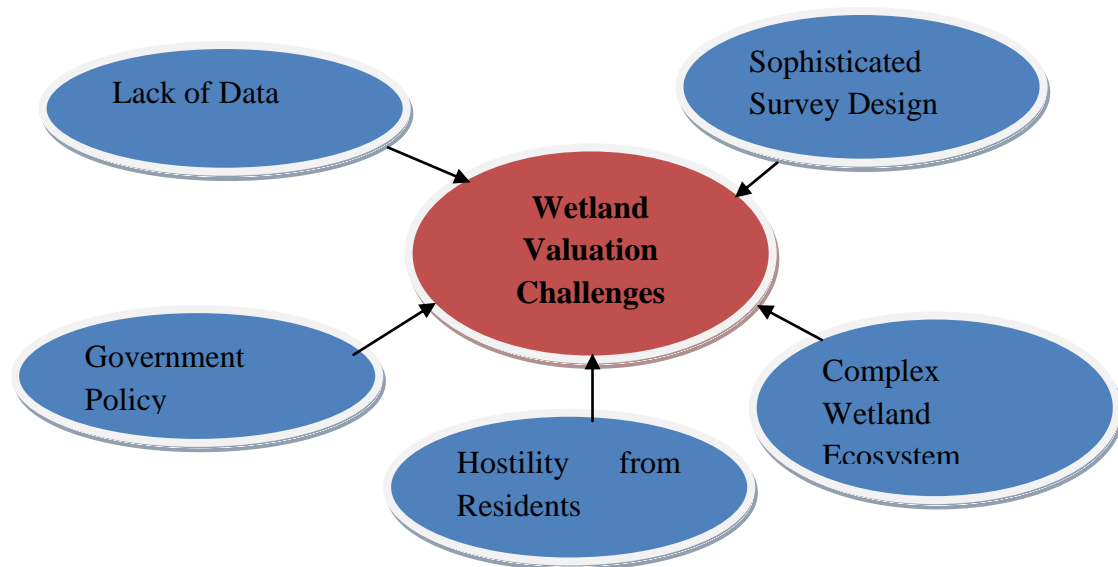 Lack of Data
Sophisticated
Survey Design
Wetland
Valuation
Challenges
Government
Policy
Complex
Wetland
Ecosystem
Hostility from
Residents